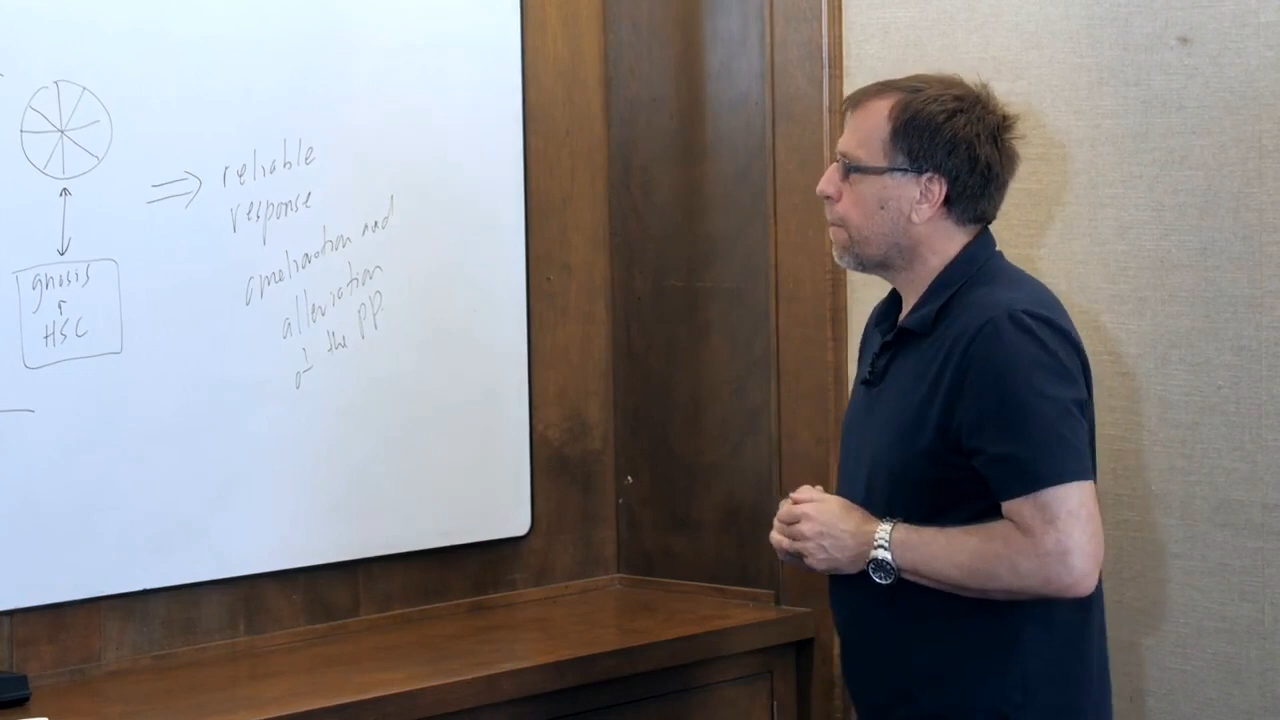 reliable
response
amelioration and
alleviation
of the pp.
gnosis
↑
HSC